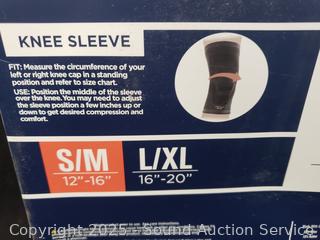 KNEE SLEEVE
FIT: Measure the circumference of your
left or right knee cap in a standing
position and refer to size chart.
USE: Position the middle of the sleeve
over the knee. You may need to adjust
the sleeve position a few inches up or
down to get desired compression and
comfort.
S/M L/XL
12"-16" 16"-20"
Copyright 2025 - Sound Auction Service